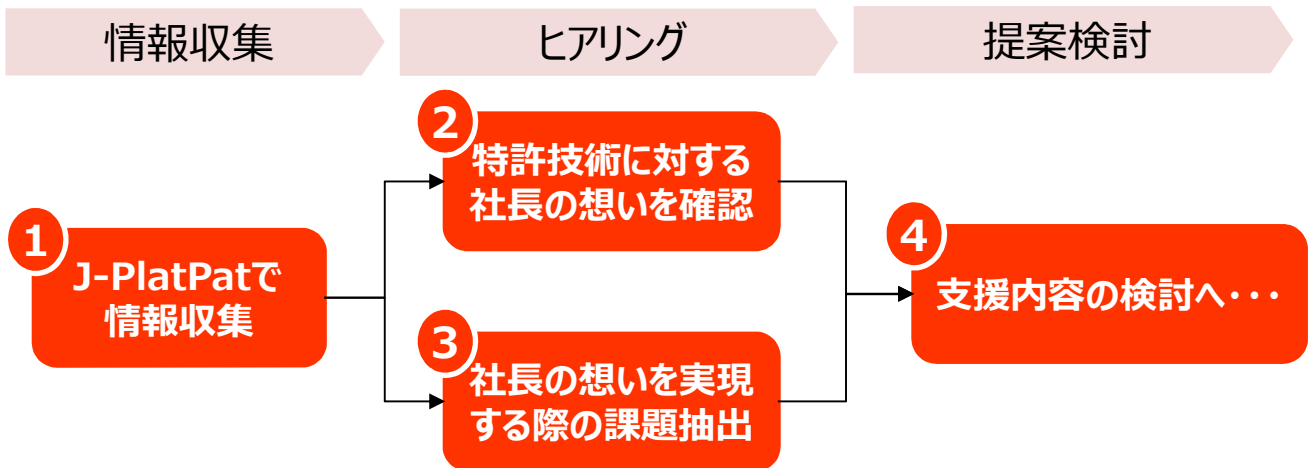 情報収集
ヒアリング
提案検討
1
J-PlatPatで
情報収集
2
特許技術に対する
社長の想いを確認
3
社長の想いを実現
する際の課題抽出
4
支援内容の検討へ・・・